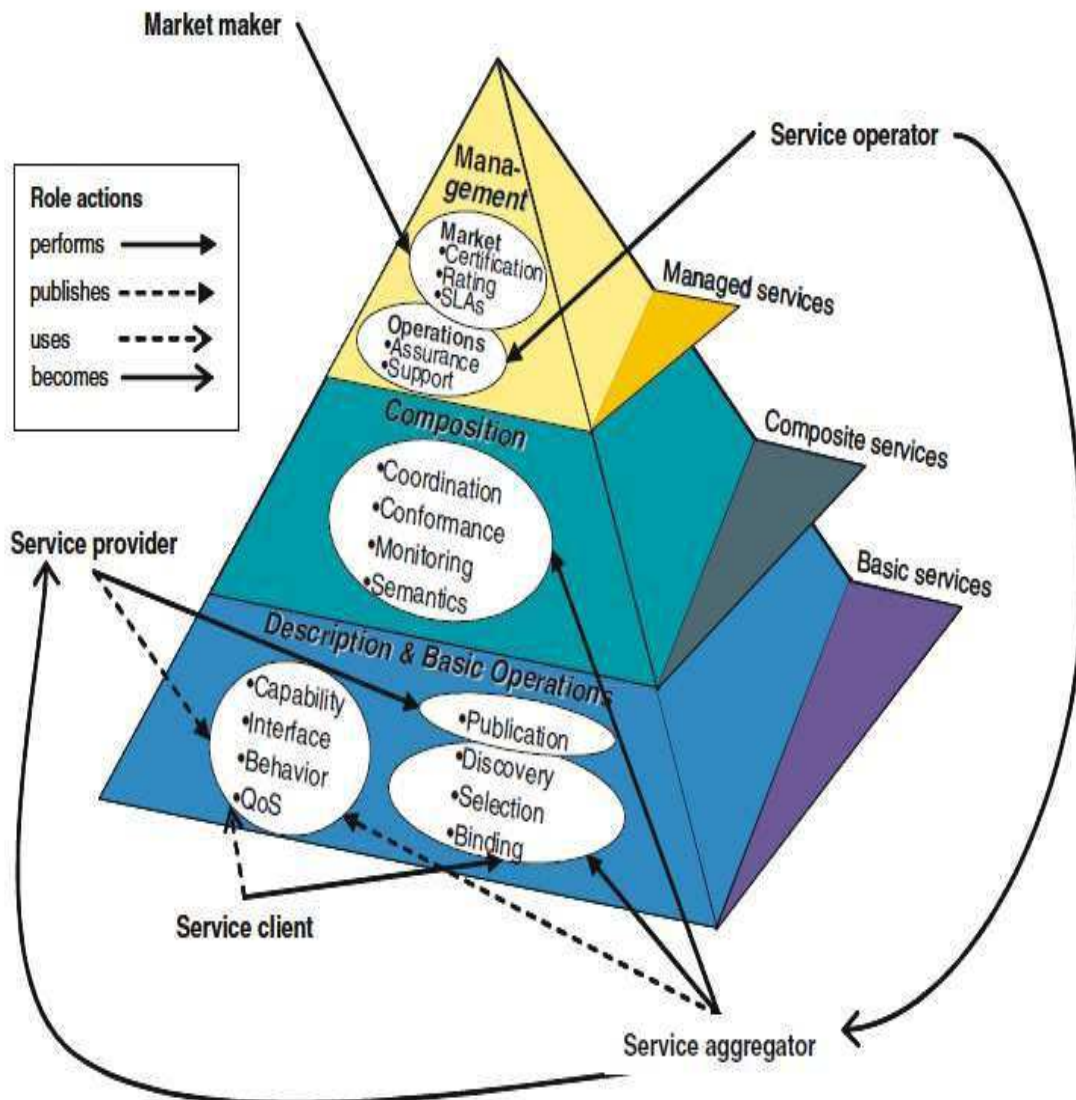 Market maker
Service operator
Role actions
performs
publishes
uses
becomes
Mana-
gement
Market
•Certification
•Rating
•SLAs
Operations
•Assurance
•Support
Managed services
Composition
•Coordination
•Conformance
•Monitoring
•Semantics
Composite services
Service provider
Description & Basic Operations
•Capability
•Interface
•Behavior
•QoS
•Publication
•Discovery
•Selection
•Binding
Basic services
Service client
Service aggregator